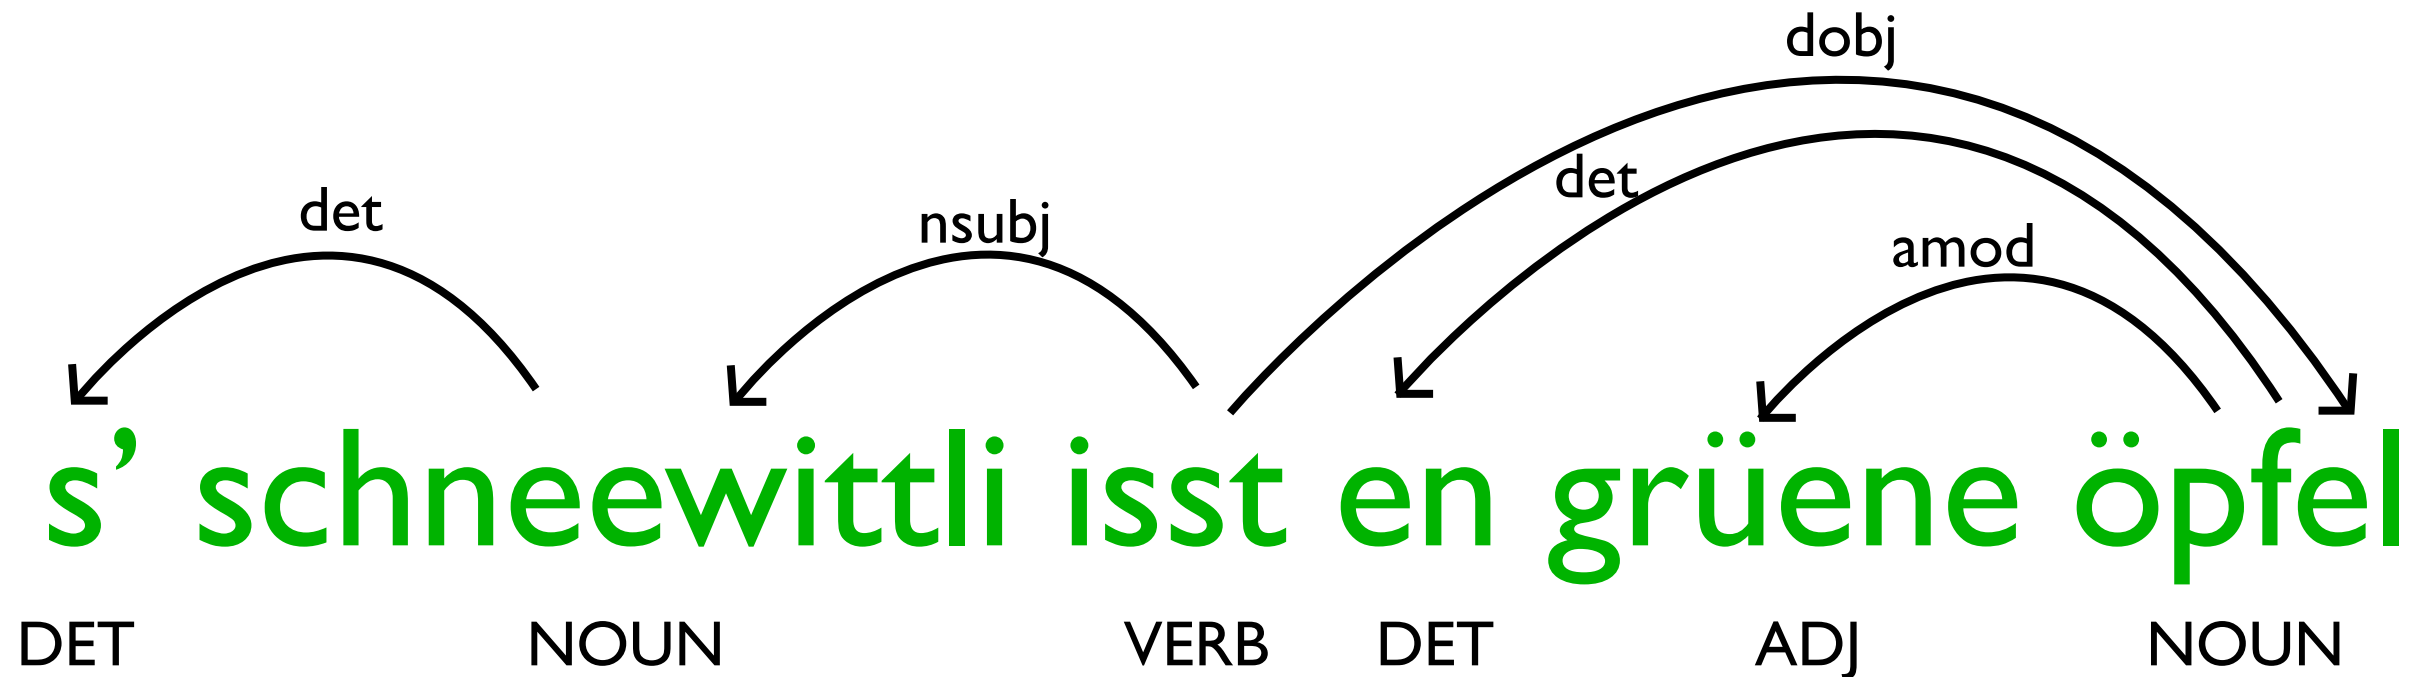 dobj
det
det
nsubj
amod
s’ schneewittli isst en grüene öpfel
DET NOUN VERB DET ADJ NOUN